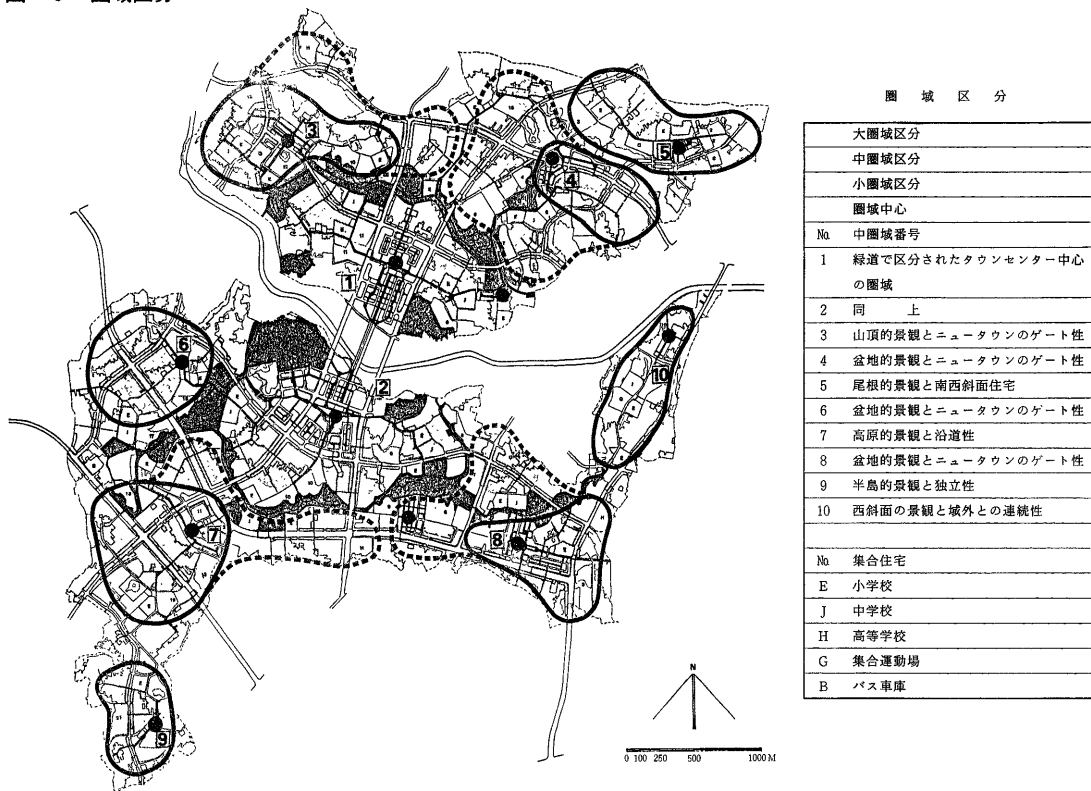 圏域区分
圏域区分
大圏域区分
中圏域区分
小圏域区分
圏域中心
No. 中圏域番号
1 緑道で区分されたタウンセンター中心
の圏域
2 同 上
3 山頂的景観とニュータウンのゲート性
4 盆地的景観とニュータウンのゲート性
5 尾根的景観と南西斜面住宅
6 盆地的景観とニュータウンのゲート性
7 高原的景観と沿道性
8 盆地的景観とニュータウンのゲート性
9 半島的景観と独立性
10 西斜面の景観と域外との連続性
No. 集合住宅
E 小学校
J 中学校
H 高等学校
G 集合運動場
B バス車庫
3
5
4
1
6
2
10
7
8
9
N
0 100 250 500 1000M